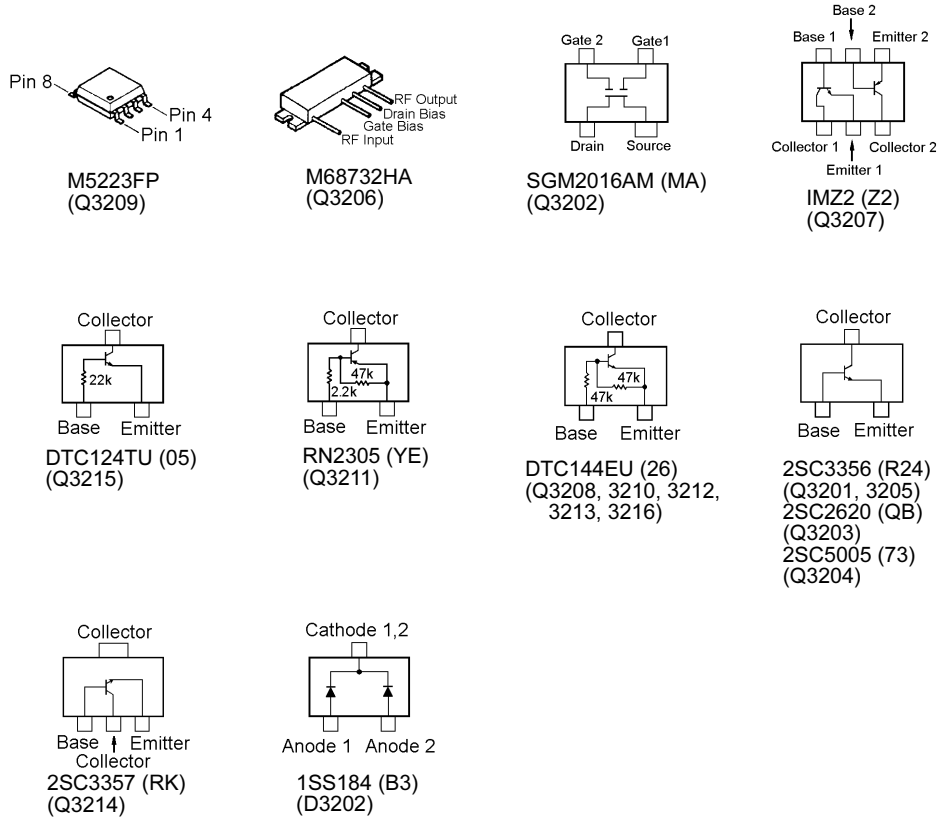 Pin 8
Pin 4
Pin 1
M5223FP
(Q3209)
RF Output
Drain Bias
Gate Bias
RF Input
M68732HA
(Q3206)
Gate 2
Gate1
Drain
Source
SGM2016AM (MA)
(Q3202)
Base 2
Base 1
Emitter 2
Collector 1
Collector 2
Emitter 1
IMZ2 (Z2)
(Q3207)
Collector
22k
Base
Emitter
DTC124TU (05)
(Q3215)
Collector
47k
2.2k
Base
Emitter
RN2305 (YE)
(Q3211)
Collector
47k
47k
Base
Emitter
DTC144EU (26)
(Q3208, 3210, 3212,
3213, 3216)
Collector
Base
Emitter
2SC3356 (R24)
(Q3201, 3205)
2SC2620 (QB)
(Q3203)
2SC5005 (73)
(Q3204)
Collector
Base
Emitter
Collector
2SC3357 (RK)
(Q3214)
Cathode 1,2
Anode 1
Anode 2
1SS184 (B3)
(D3202)